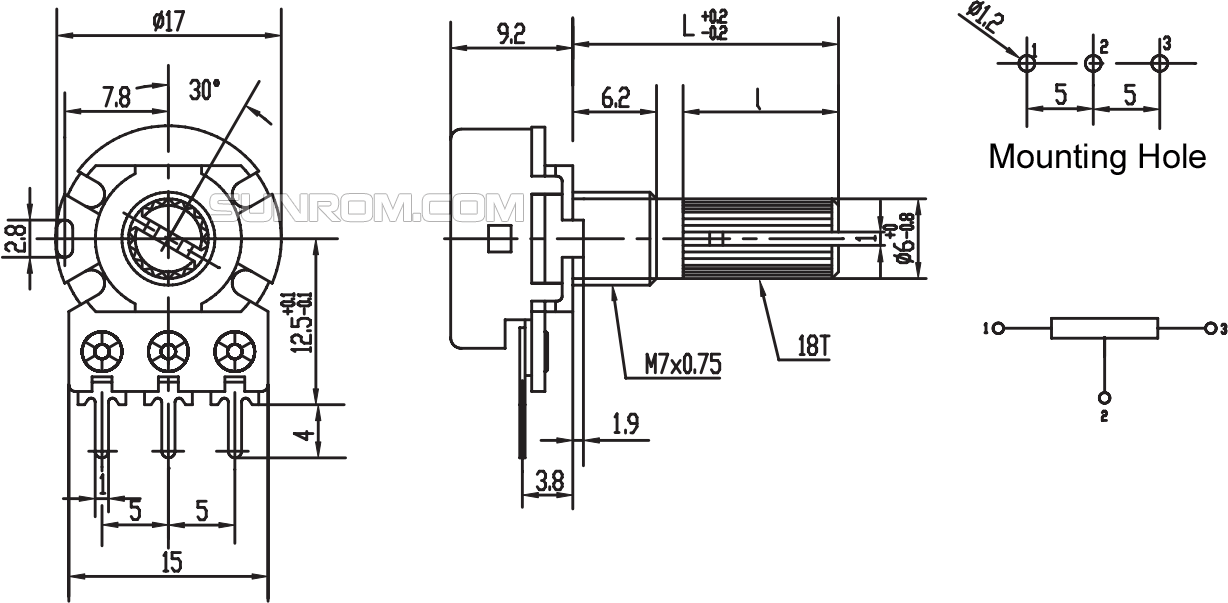 ø17
7.8
30°
2.8
12.5 +0.1 -0.1
4
1
5
5
15
9.2
L +0.2 -0.2
6.2
l
1
ø6 +0 -0.8
M7x0.75
18T
1.9
3.8
SUNROM.COM
ø1.2
1
2
3
5
5
Mounting Hole
1
3
2